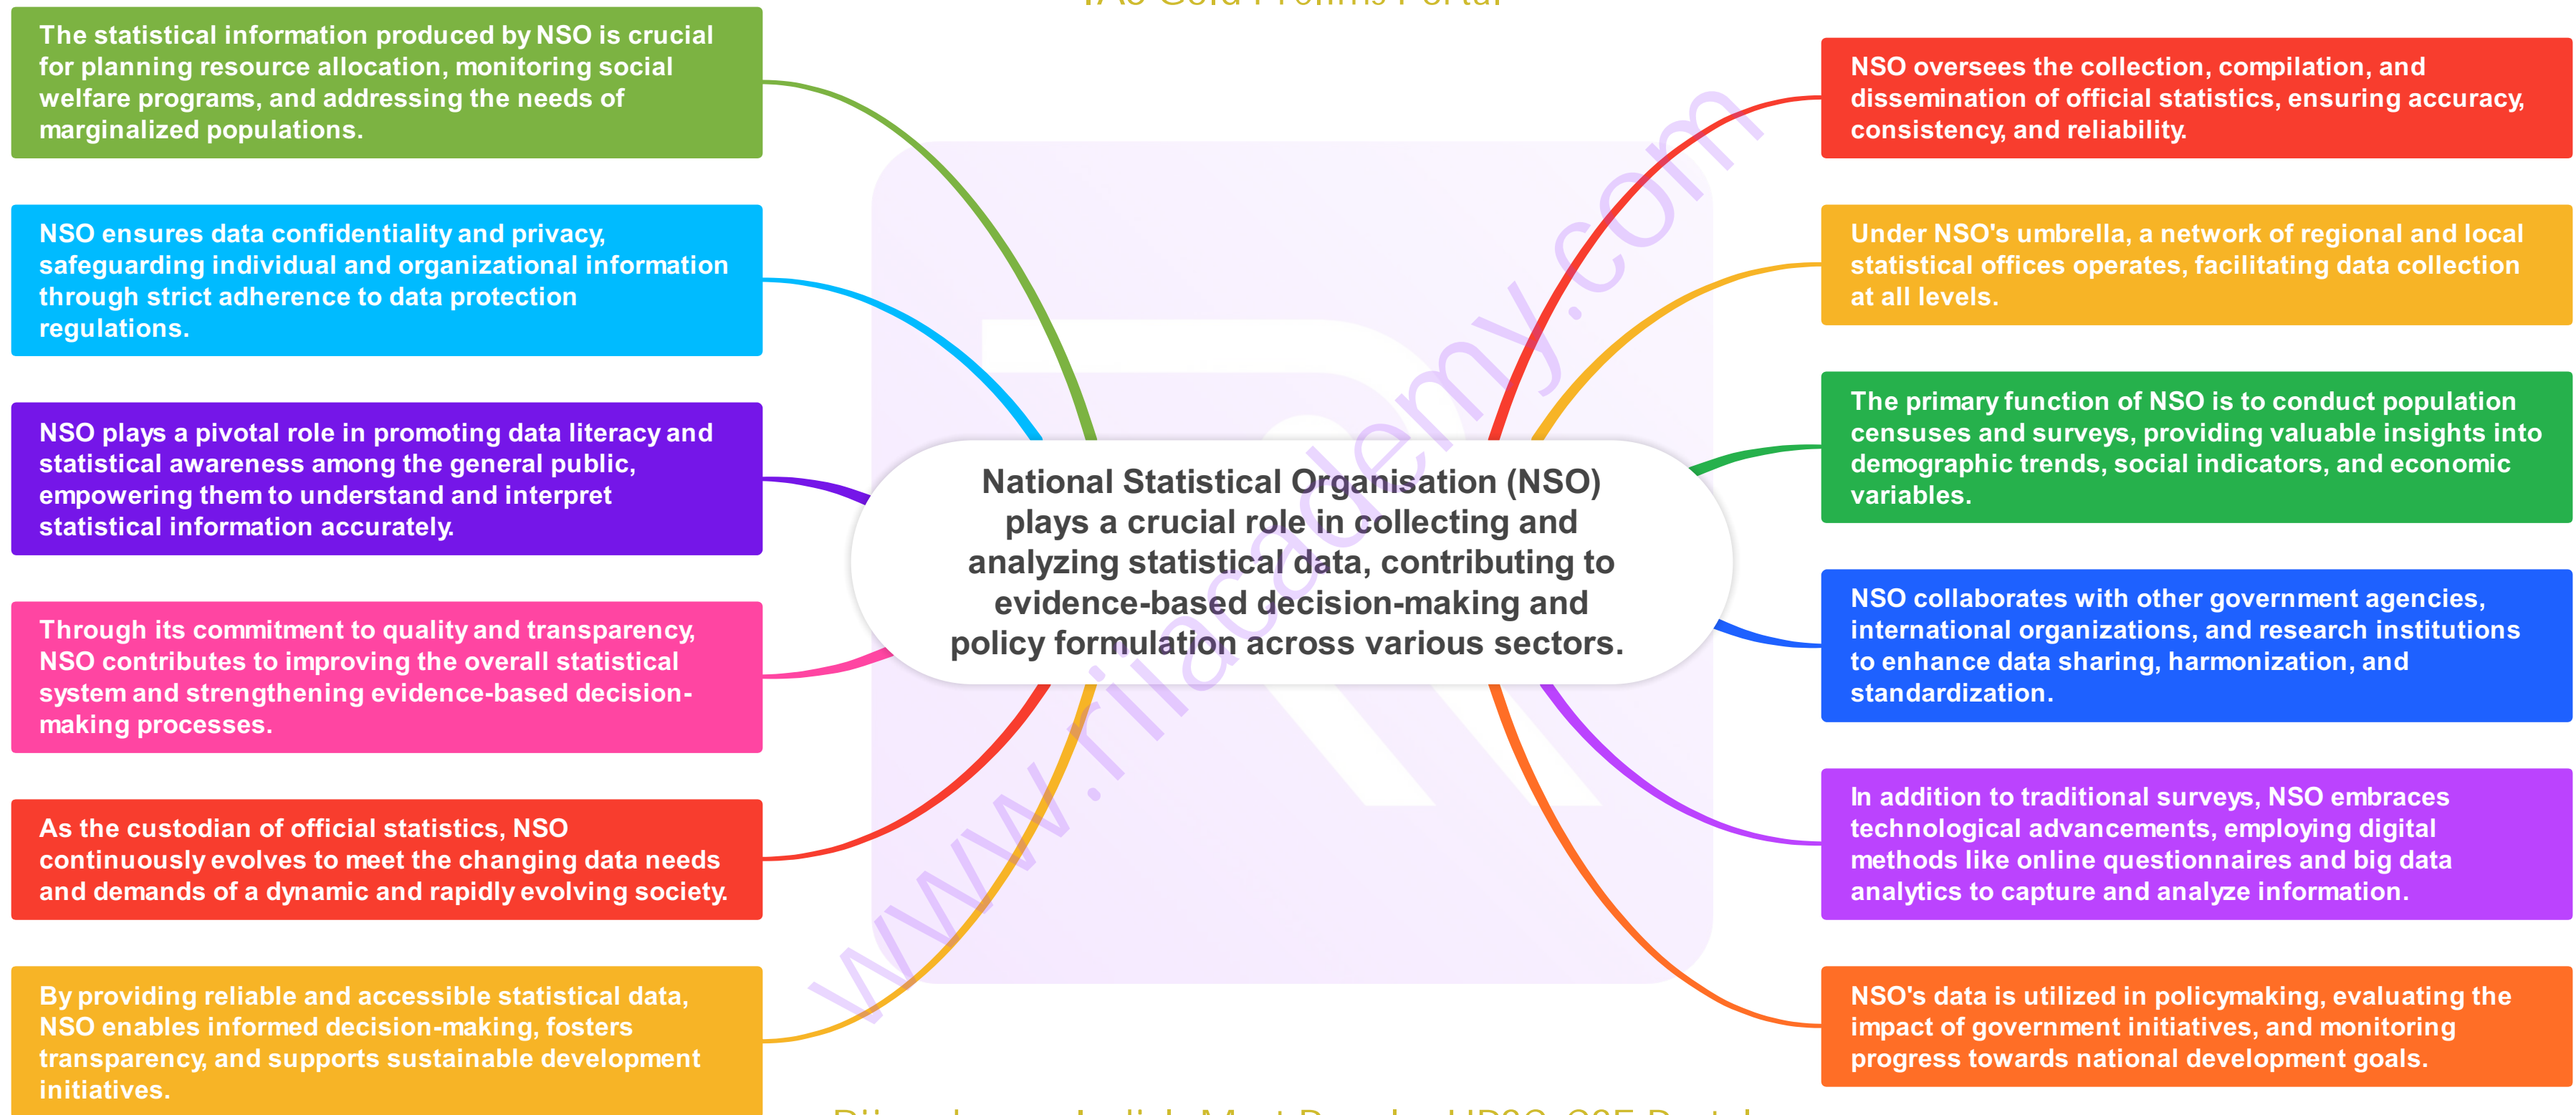 The statistical information produced by NSO is crucial
for planning resource allocation, monitoring social
welfare programs, and addressing the needs of
marginalized populations.
NSO ensures data confidentiality and privacy,
safeguarding individual and organizational information
through strict adherence to data protection
regulations.
NSO plays a pivotal role in promoting data literacy and
statistical awareness among the general public,
empowering them to understand and interpret
statistical information accurately.
Through its commitment to quality and transparency,
NSO contributes to improving the overall statistical
system and strengthening evidence-based decision-
making processes.
As the custodian of official statistics, NSO
continuously evolves to meet the changing data needs
and demands of a dynamic and rapidly evolving society.
By providing reliable and accessible statistical data,
NSO enables informed decision-making, fosters
transparency, and supports sustainable development
initiatives.
National Statistical Organisation (NSO)
plays a crucial role in collecting and
analyzing statistical data, contributing to
evidence-based decision-making and
policy formulation across various sectors.
www.rilacademy.com
NSO oversees the collection, compilation, and
dissemination of official statistics, ensuring accuracy,
consistency, and reliability.
Under NSO's umbrella, a network of regional and local
statistical offices operates, facilitating data collection
at all levels.
The primary function of NSO is to conduct population
censuses and surveys, providing valuable insights into
demographic trends, social indicators, and economic
variables.
NSO collaborates with other government agencies,
international organizations, and research institutions
to enhance data sharing, harmonization, and
standardization.
In addition to traditional surveys, NSO embraces
technological advancements, employing digital
methods like online questionnaires and big data
analytics to capture and analyze information.
NSO's data is utilized in policymaking, evaluating the
impact of government initiatives, and monitoring
progress towards national development goals.